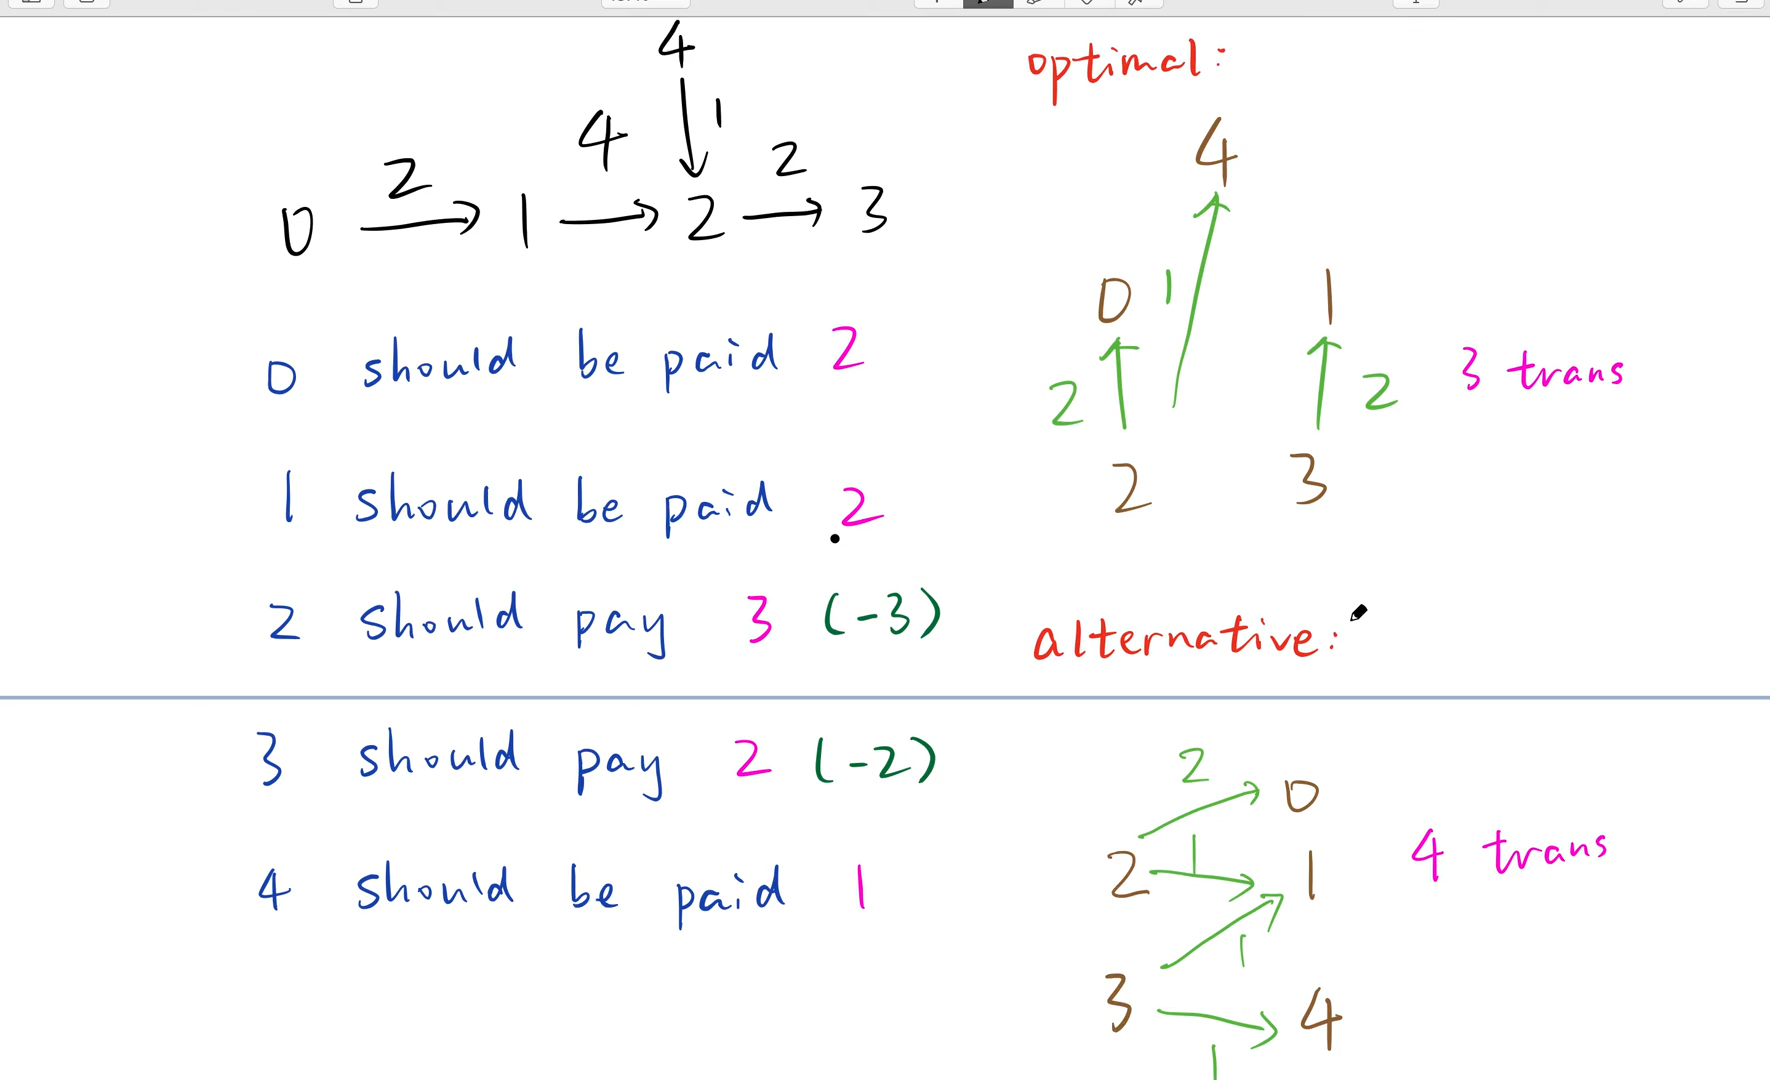 4
1
4
2
2
0
1
2
3
0 should be paid 2
1 should be paid 2
2 should pay 3 (-3)
3 should pay 2 (-2)
4 should be paid 1
optimal:
4
0
1
1
2
2
3 trans
2
3
alternative:
2
0
1
2
1
4 trans
1
3
4
1